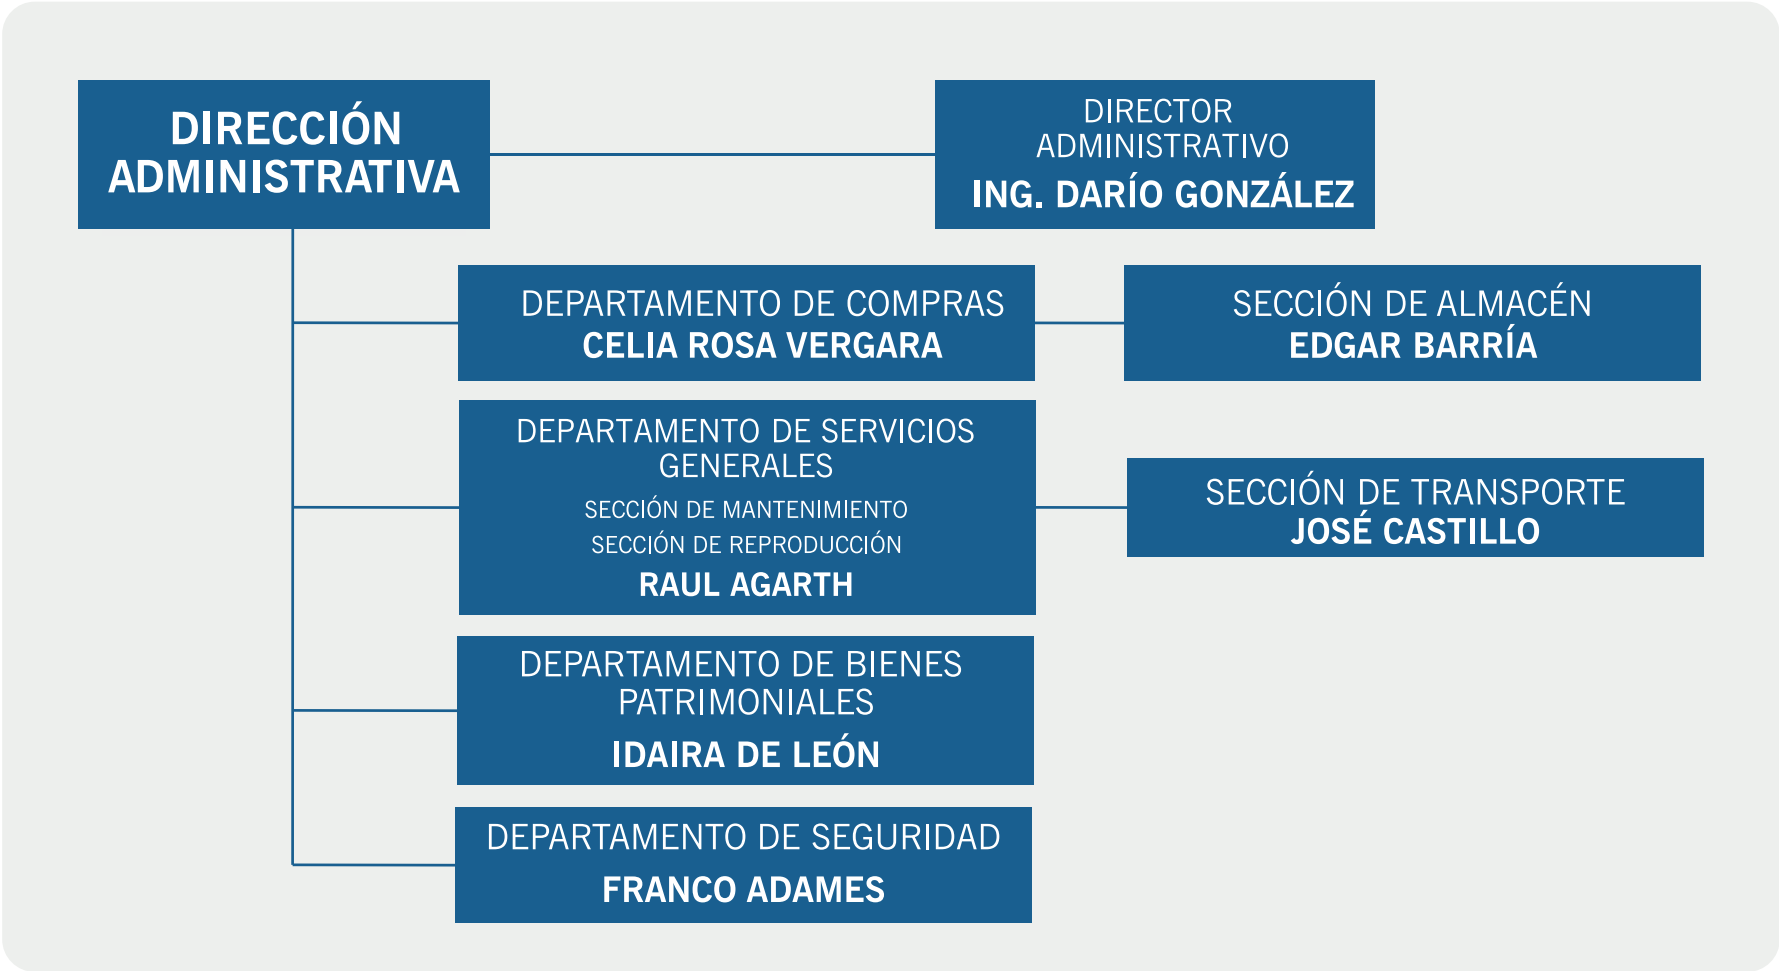 DIRECCIÓN
ADMINISTRATIVA
DIRECTOR
ADMINISTRATIVO
ING. DARÍO GONZÁLEZ
DEPARTAMENTO DE COMPRAS
CELIA ROSA VERGARA
SECCIÓN DE ALMACÉN
EDGAR BARRÍA
DEPARTAMENTO DE SERVICIOS
GENERALES
SECCIÓN DE MANTENIMIENTO
SECCIÓN DE REPRODUCCIÓN
RAUL AGARTH
SECCIÓN DE TRANSPORTE
JOSÉ CASTILLO
DEPARTAMENTO DE BIENES
PATRIMONIALES
IDAIRA DE LEÓN
DEPARTAMENTO DE SEGURIDAD
FRANCO ADAMES